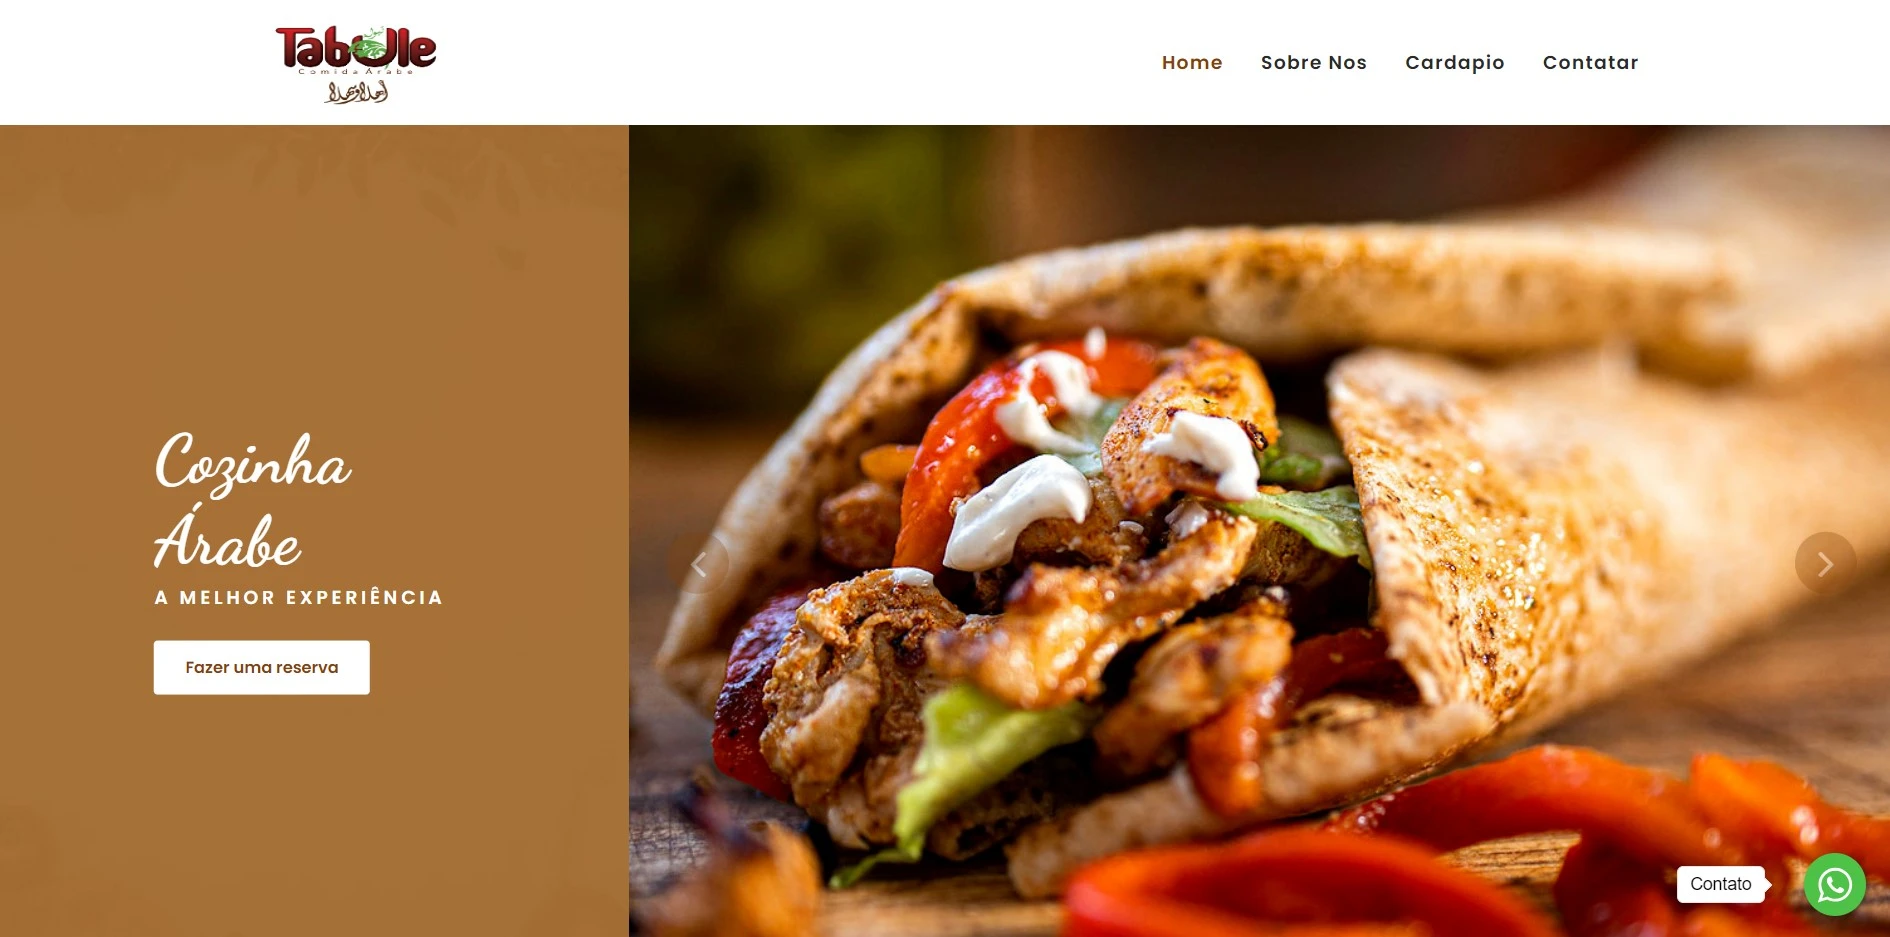 Tabule
Comida Árabe
أهلا وسهلا
Home
Sobre Nos
Cardapio
Contatar
Cozinha
Árabe
A MELHOR EXPERIÊNCIA
Fazer uma reserva
Contato